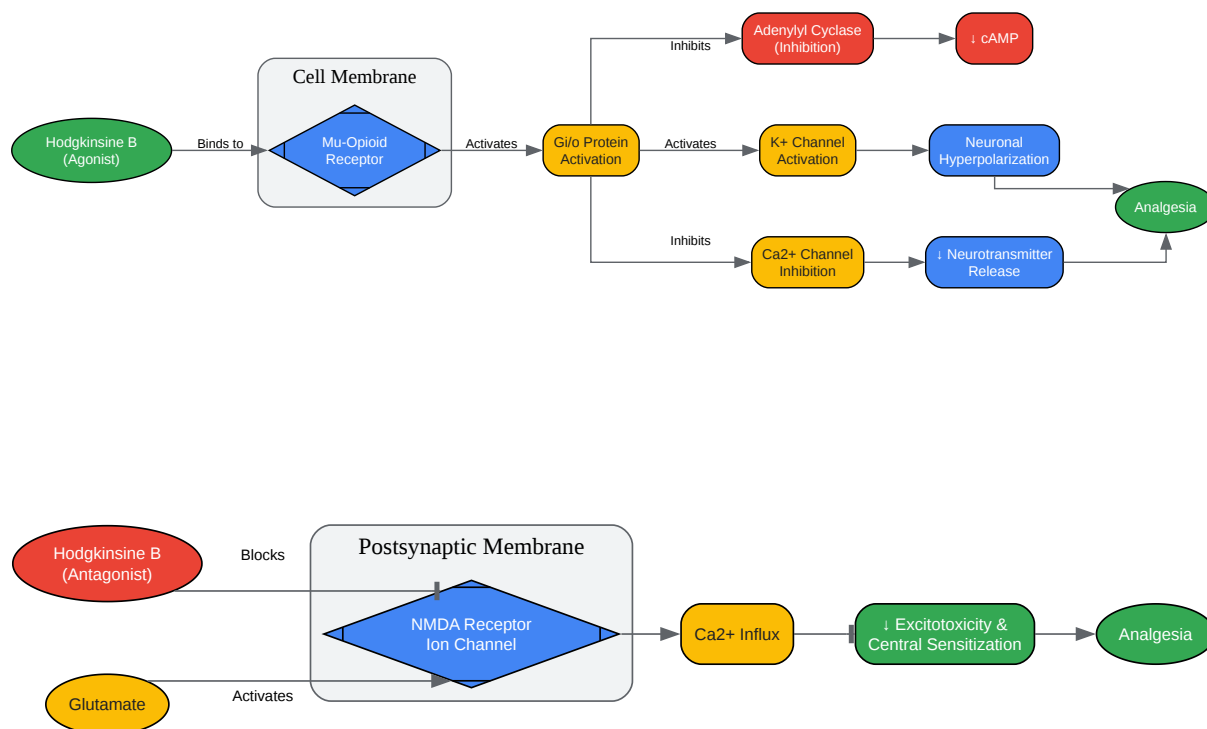 Adenylyl Cyclase
(Inhibition)
↓ cAMP
Inhibits
Cell Membrane
Hodgkinsine B
(Agonist)
Binds to
Mu-Opioid
Receptor
Activates
Gi/o Protein
Activation
Activates
K+ Channel
Activation
Neuronal
Hyperpolarization
Analgesia
Inhibits
Ca2+ Channel
Inhibition
↓ Neurotransmitter
Release
Postsynaptic Membrane
Hodgkinsine B
(Antagonist)
Blocks
NMDA Receptor
Ion Channel
Ca2+ Influx
↓ Excitotoxicity &
Central Sensitization
Analgesia
Glutamate
Activates